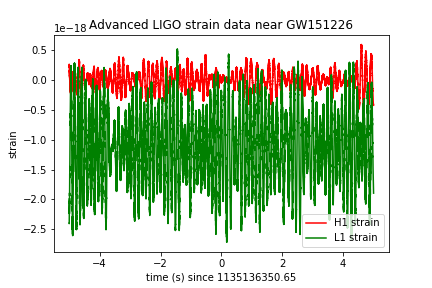 Advanced LIGO strain data near GW151226
1e−18
0.5
0.0
−0.5
−1.0
−1.5
−2.0
−2.5
strain
H1 strain
L1 strain
−4 −2 0 2 4
time (s) since 1135136350.65